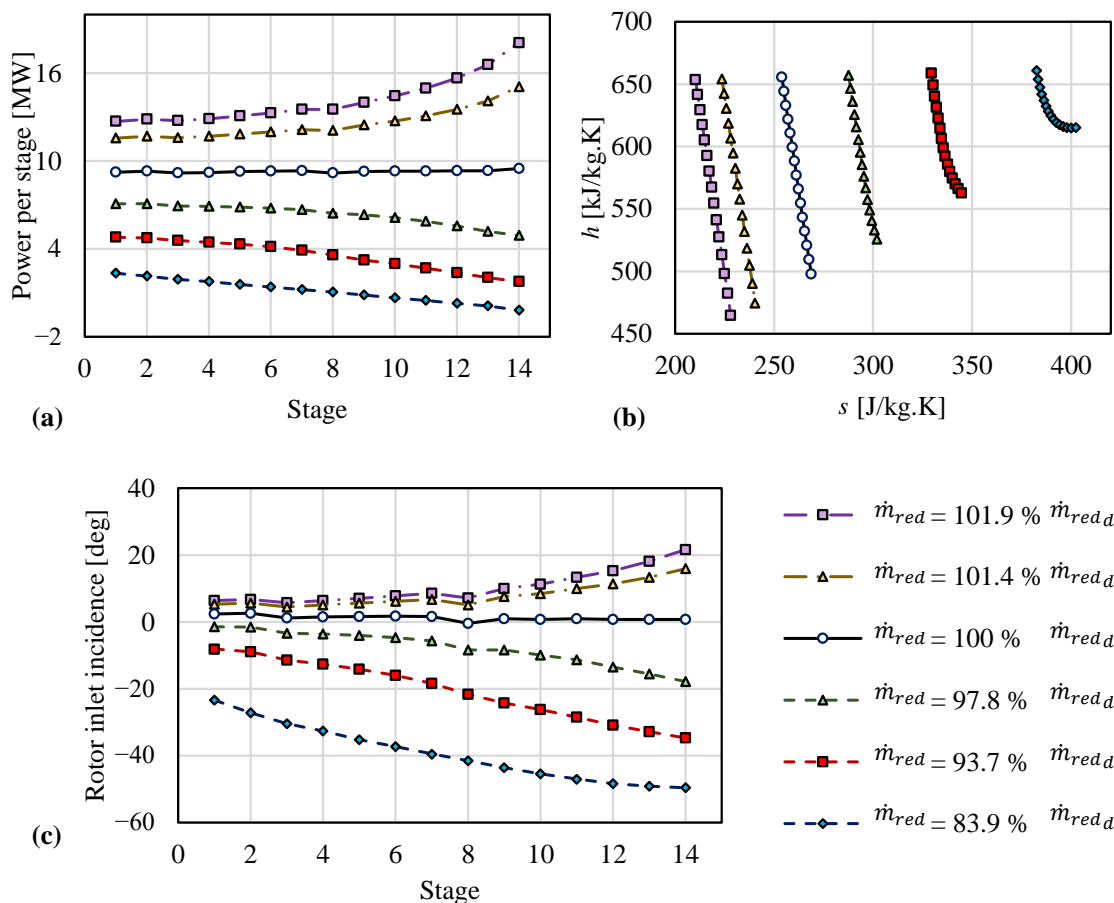 Power per stage [MW]
16
10
4
−2
0 2 4 6 8 10 12 14
Stage
(a)
h [kJ/kg.K]
700
650
600
550
500
450
200 250 300 350 400
s [J/kg.K]
(b)
Rotor inlet incidence [deg]
40
20
0
−20
−40
−60
0 2 4 6 8 10 12 14
Stage
(c)
ṁred = 101.9 % ṁredd
ṁred = 101.4 % ṁredd
ṁred = 100 % ṁredd
ṁred = 97.8 % ṁredd
ṁred = 93.7 % ṁredd
ṁred = 83.9 % ṁredd